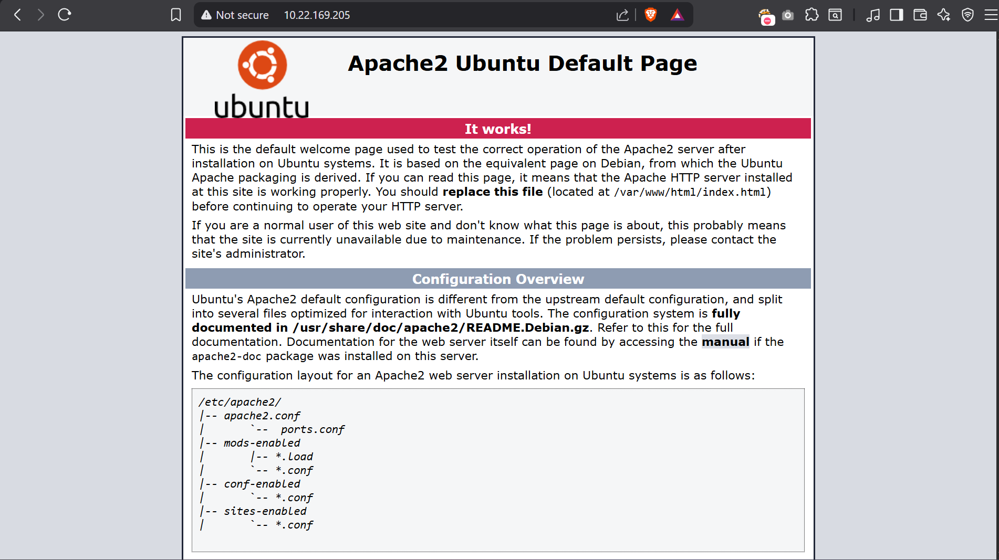 Not secure 10.22.169.205
ubuntu
Apache2 Ubuntu Default Page
It works!
This is the default welcome page used to test the correct operation of the Apache2 server after
installation on Ubuntu systems. It is based on the equivalent page on Debian, from which the Ubuntu
Apache packaging is derived. If you can read this page, it means that the Apache HTTP server installed
at this site is working properly. You should replace this file (located at /var/www/html/index.html)
before continuing to operate your HTTP server.
If you are a normal user of this web site and don't know what this page is about, this probably means
that the site is currently unavailable due to maintenance. If the problem persists, please contact the
site's administrator.
Configuration Overview
Ubuntu's Apache2 default configuration is different from the upstream default configuration, and split
into several files optimized for interaction with Ubuntu tools. The configuration system is fully
documented in /usr/share/doc/apache2/README.Debian.gz. Refer to this for the full
documentation. Documentation for the web server itself can be found by accessing the manual if the
apache2-doc package was installed on this server.
The configuration layout for an Apache2 web server installation on Ubuntu systems is as follows:
/etc/apache2/
|-- apache2.conf
|       `--  ports.conf
|-- mods-enabled
|       |-- *.load
|       `-- *.conf
|-- conf-enabled
|       `-- *.conf
|-- sites-enabled
|       `-- *.conf